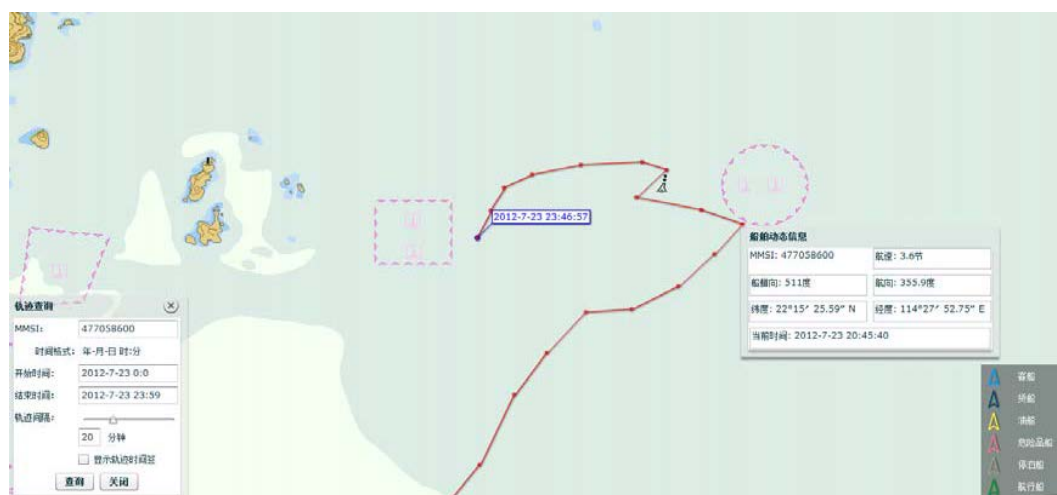 2012-7-23 23:46:57
船舶动态信息
MMSI: 477058600
航速: 3.6节
船艏向: 511度
航向: 355.9度
纬度: 22°15′ 25.59″ N
经度: 114°27′ 52.75″ E
当前时间: 2012-7-23 20:45:40
轨迹查询
MMSI:
477058600
时间格式: 年-月-日 时:分
开始时间:
2012-7-23 0:0
结束时间:
2012-7-23 23:59
轨迹间隔:
20 分钟
显示轨迹时间签
查询
关闭
客船
货船
油船
危险品船
停泊船
航行船